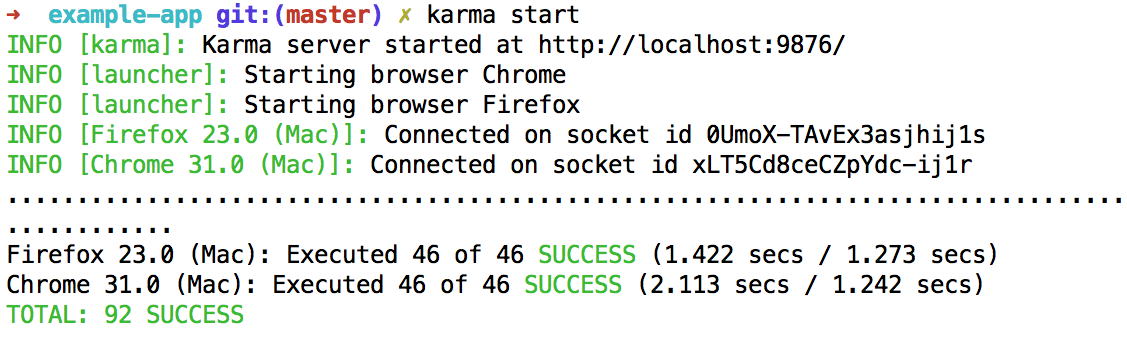 ➜  example-app git:(master) ✗ karma start
INFO [karma]: Karma server started at http://localhost:9876/
INFO [launcher]: Starting browser Chrome
INFO [launcher]: Starting browser Firefox
INFO [Firefox 23.0 (Mac)]: Connected on socket id 0UmoX-TAvEx3asjhij1s
INFO [Chrome 31.0 (Mac)]: Connected on socket id xLT5Cd8ceCZpYdc-ij1r
................................................................................
............
Firefox 23.0 (Mac): Executed 46 of 46 SUCCESS (1.422 secs / 1.273 secs)
Chrome 31.0 (Mac): Executed 46 of 46 SUCCESS (2.113 secs / 1.242 secs)
TOTAL: 92 SUCCESS